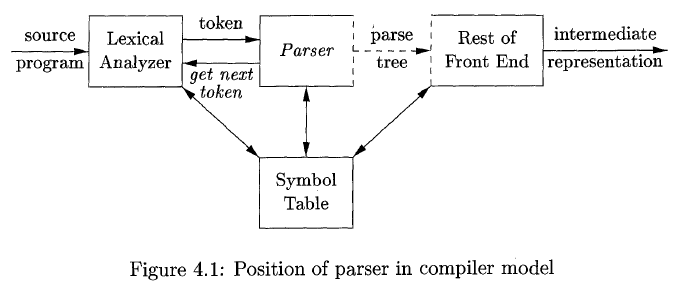 source
program
Lexical
Analyzer
token
get next
token
Parser
parse
tree
Rest of
Front End
intermediate
representation
Symbol
Table
Figure 4.1: Position of parser in compiler model